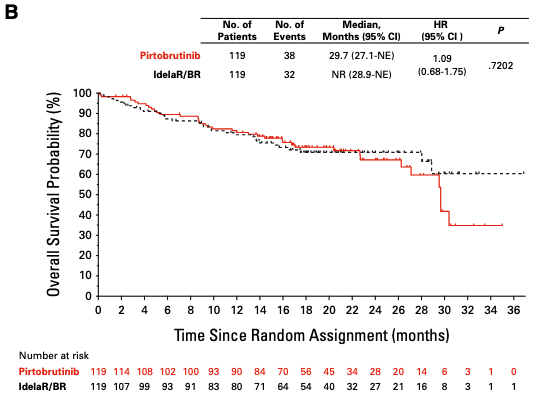 B
No. of Patients No. of Events Median, Months (95% CI) HR (95% CI) P
Pirtobrutinib 119 38 29.7 (27.1-NE) 1.09 (0.68-1.75) .7202
IdelaR/BR 119 32 NR (28.9-NE)
Overall Survival Probability (%)
100
90
80
70
60
50
40
30
20
10
0
0 2 4 6 8 10 12 14 16 18 20 22 24 26 28 30 32 34 36
Time Since Random Assignment (months)
Number at risk
Pirtobrutinib 119 114 108 102 100 93 90 84 70 56 45 34 28 20 14 6 3 1 0
IdelaR/BR 119 107 99 93 91 83 80 71 64 54 40 32 27 21 16 8 3 1 1